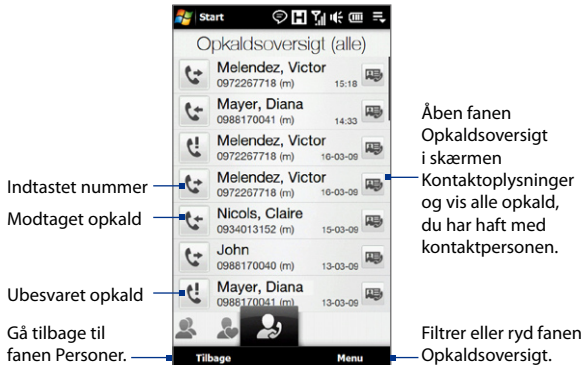 Start
Opkaldsoversigt (alle)
Melendez, Victor
0972267718 (m) 15:18
Mayer, Diana
0988170041 (m) 14:33
Melendez, Victor
0972267718 (m) 16-03-09
Melendez, Victor
0972267718 (m) 16-03-09
Nicols, Claire
0934013152 (m) 15-03-09
John
0988170040 (m) 13-03-09
Mayer, Diana
0988170041 (m) 13-03-09
Tilbage Menu
Indtastet nummer
Modtaget opkald
Ubesvaret opkald
Gå tilbage til
fanen Personer.
Åben fanen
Opkaldsoversigt
i skærmen
Kontaktoplysninger
og vis alle opkald,
du har haft med
kontaktpersonen.
Filtrer eller ryd fanen
Opkaldsoversigt.